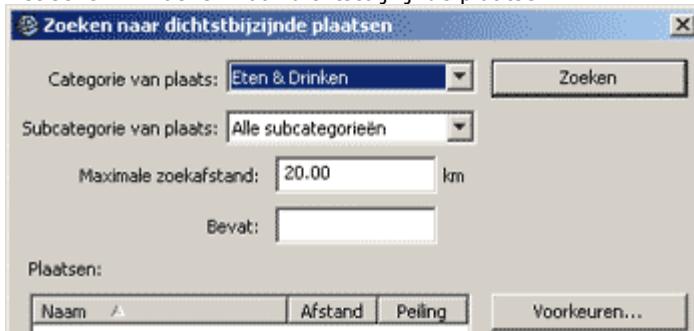 Zoeken naar dichtstbijzijnde plaatsen
Categorie van plaats: Eten & Drinken Zoeken
Subcategorie van plaats: Alle subcategorieën
Maximale zoekafstand: 20.00 km
Bevat:
Plaatsen:
Naam Afstand Peiling Voorkeuren...